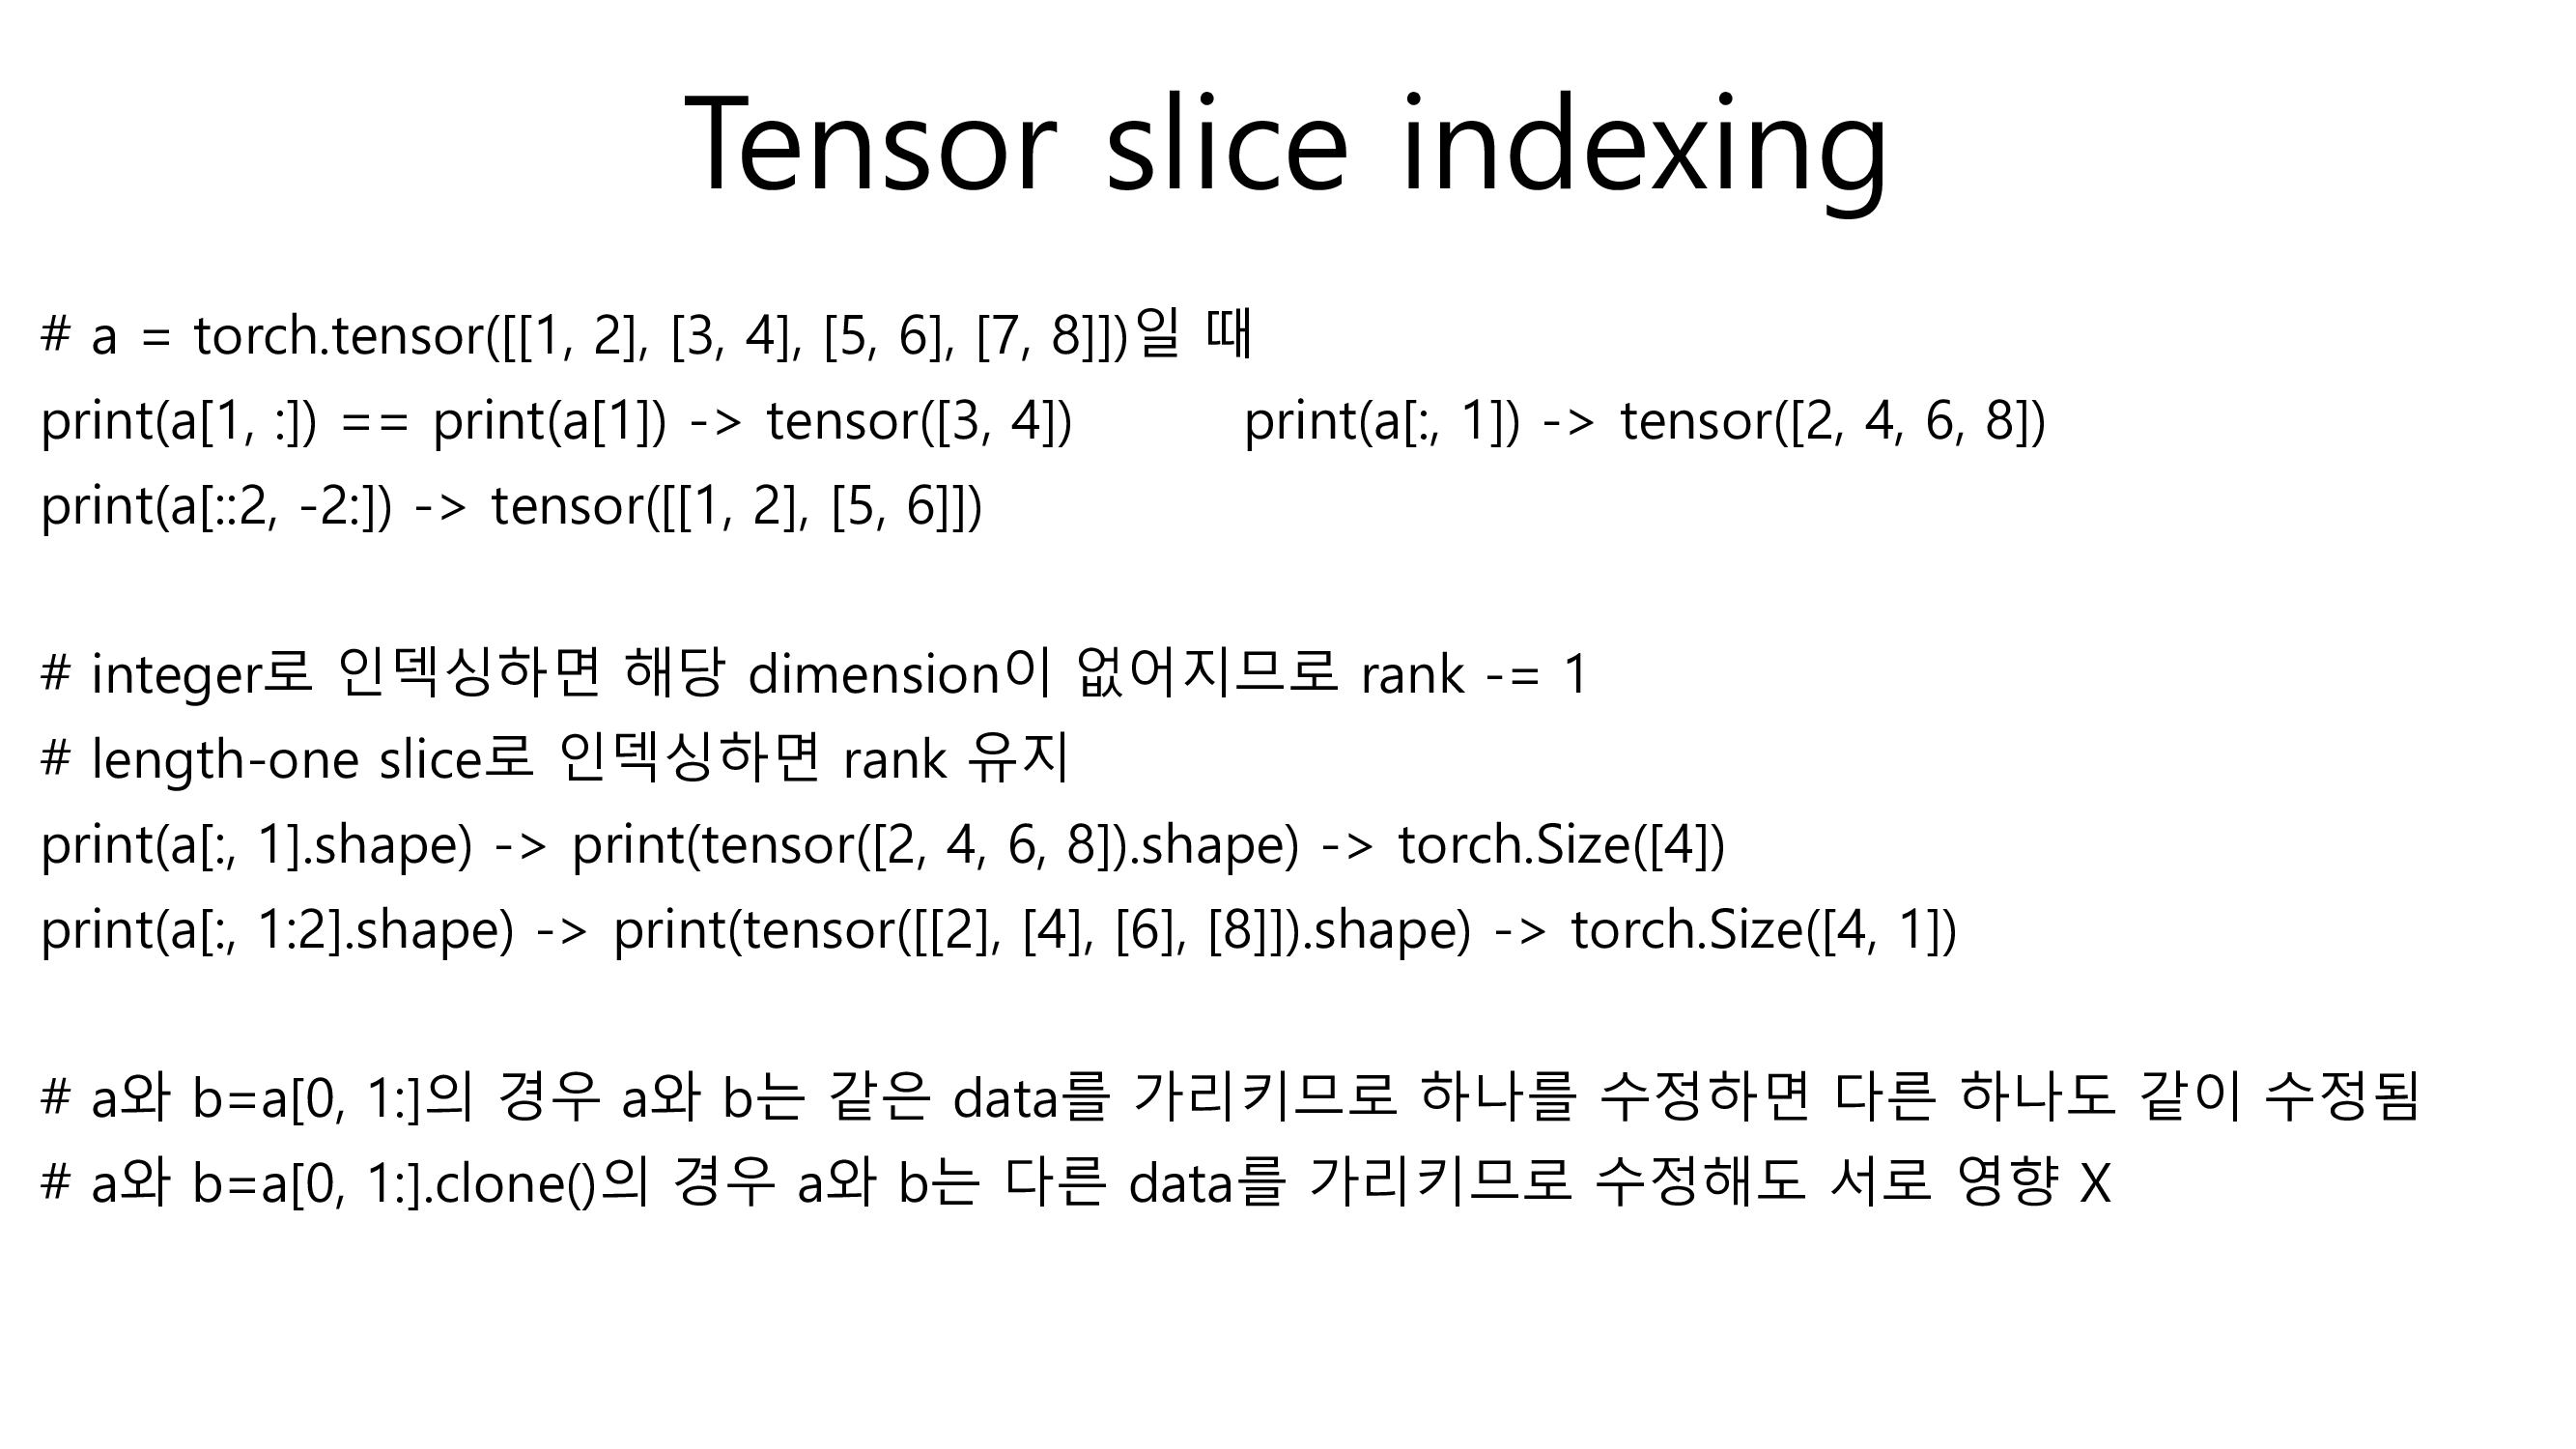 Tensor slice indexing
# a = torch.tensor([[1, 2], [3, 4], [5, 6], [7, 8]])일 때
print(a[1, :]) == print(a[1]) -> tensor([3, 4]) print(a[:, 1]) -> tensor([2, 4, 6, 8])
print(a[::2, -2:]) -> tensor([[1, 2], [5, 6]])
# integer로 인덱싱하면 해당 dimension이 없어지므로 rank -= 1
# length-one slice로 인덱싱하면 rank 유지
print(a[:, 1].shape) -> print(tensor([2, 4, 6, 8]).shape) -> torch.Size([4])
print(a[:, 1:2].shape) -> print(tensor([[2], [4], [6], [8]]).shape) -> torch.Size([4, 1])
# a와 b=a[0, 1:]의 경우 a와 b는 같은 data를 가리키므로 하나를 수정하면 다른 하나도 같이 수정됨
# a와 b=a[0, 1:].clone()의 경우 a와 b는 다른 data를 가리키므로 수정해도 서로 영향 X